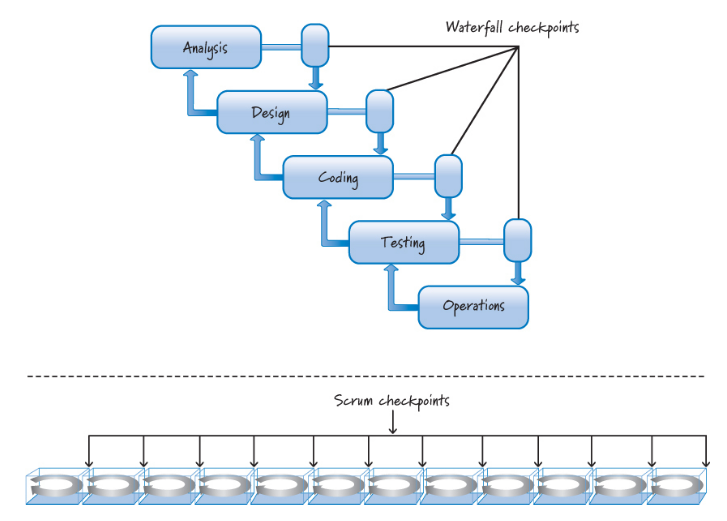 Waterfall checkpoints
Analysis
Design
Coding
Testing
Operations
Scrum checkpoints